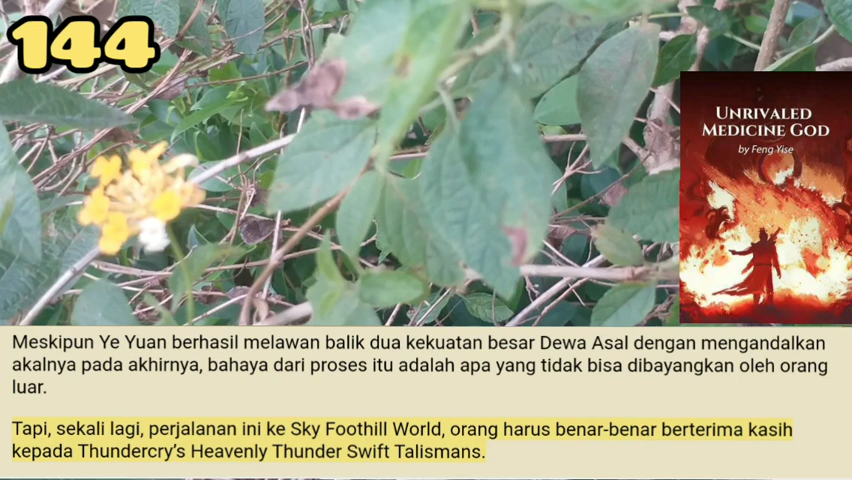 144
UNRIVALED
MEDICINE GOD
by Feng Yise
Meskipun Ye Yuan berhasil melawan balik dua kekuatan besar Dewa Asal dengan mengandalkan
akalnya pada akhirnya, bahaya dari proses itu adalah apa yang tidak bisa dibayangkan oleh orang
luar.
Tapi, sekali lagi, perjalanan ini ke Sky Foothill World, orang harus benar-benar berterima kasih
kepada Thundercry’s Heavenly Thunder Swift Talismans.